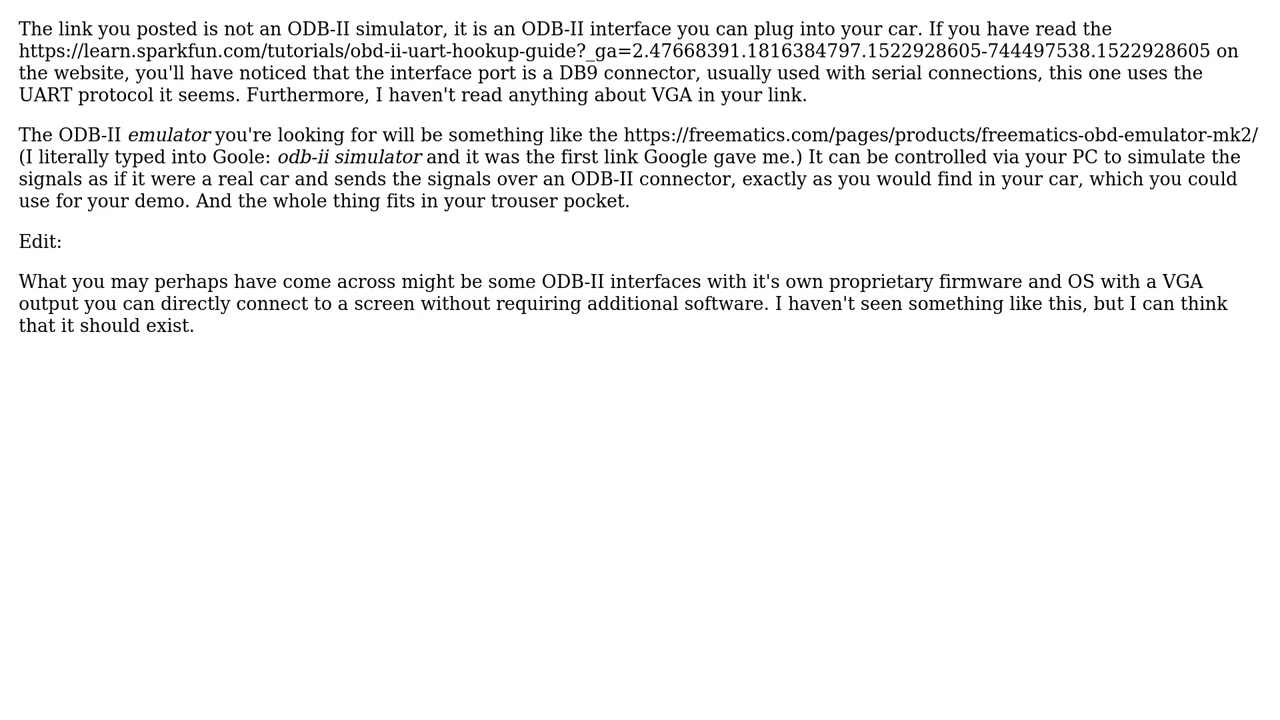 The link you posted is not an ODB-II simulator, it is an ODB-II interface you can plug into your car. If you have read the
https://learn.sparkfun.com/tutorials/obd-ii-uart-hookup-guide?_ga=2.47668391.1816384797.1522928605-744497538.1522928605 on
the website, you'll have noticed that the interface port is a DB9 connector, usually used with serial connections, this one uses the
UART protocol it seems. Furthermore, I haven't read anything about VGA in your link.
The ODB-II emulator you're looking for will be something like the https://freematics.com/pages/products/freematics-obd-emulator-mk2/
(I literally typed into Goole: odb-ii simulator and it was the first link Google gave me.) It can be controlled via your PC to simulate the
signals as if it were a real car and sends the signals over an ODB-II connector, exactly as you would find in your car, which you could
use for your demo. And the whole thing fits in your trouser pocket.
Edit:
What you may perhaps have come across might be some ODB-II interfaces with it's own proprietary firmware and OS with a VGA
output you can directly connect to a screen without requiring additional software. I haven't seen something like this, but I can think
that it should exist.